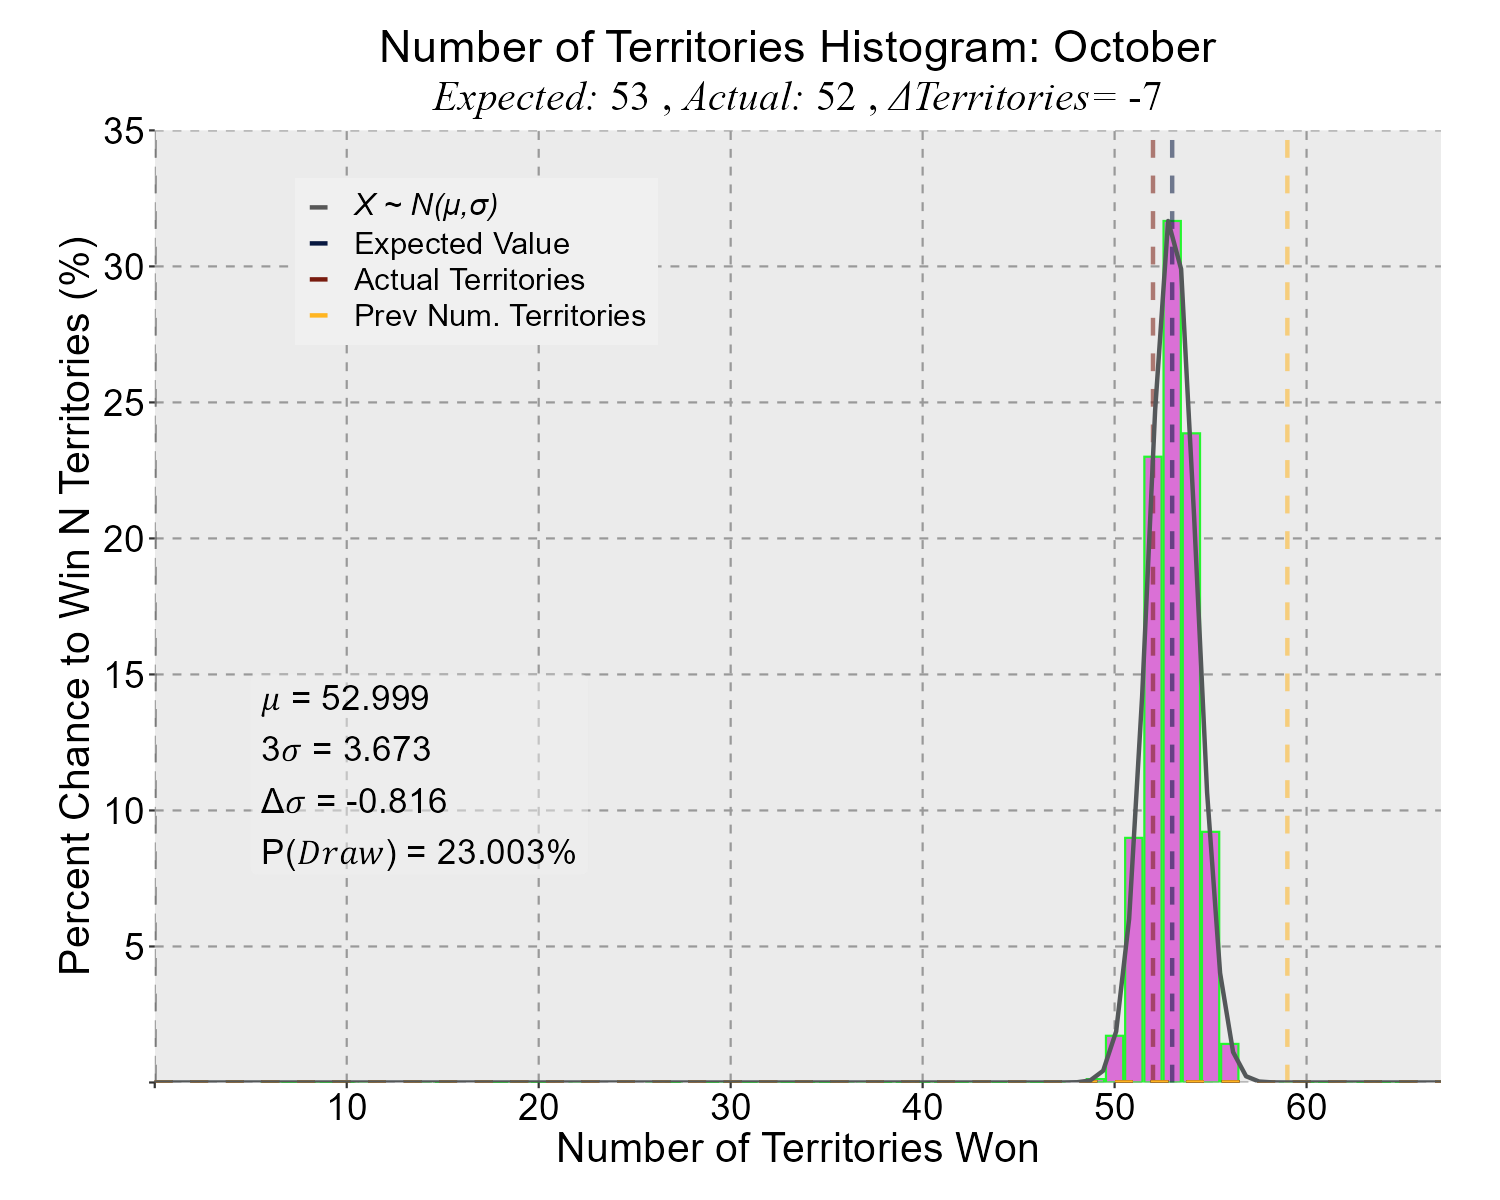 Number of Territories Histogram: October
Expected: 53 , Actual: 52 , ΔTerritories= -7
Percent Chance to Win N Territories (%)
35
30
25
20
15
10
5
X ~ N(μ,σ)
Expected Value
Actual Territories
Prev Num. Territories
μ = 52.999
3σ = 3.673
Δσ = -0.816
P(Draw) = 23.003%
10 20 30 40 50 60
Number of Territories Won